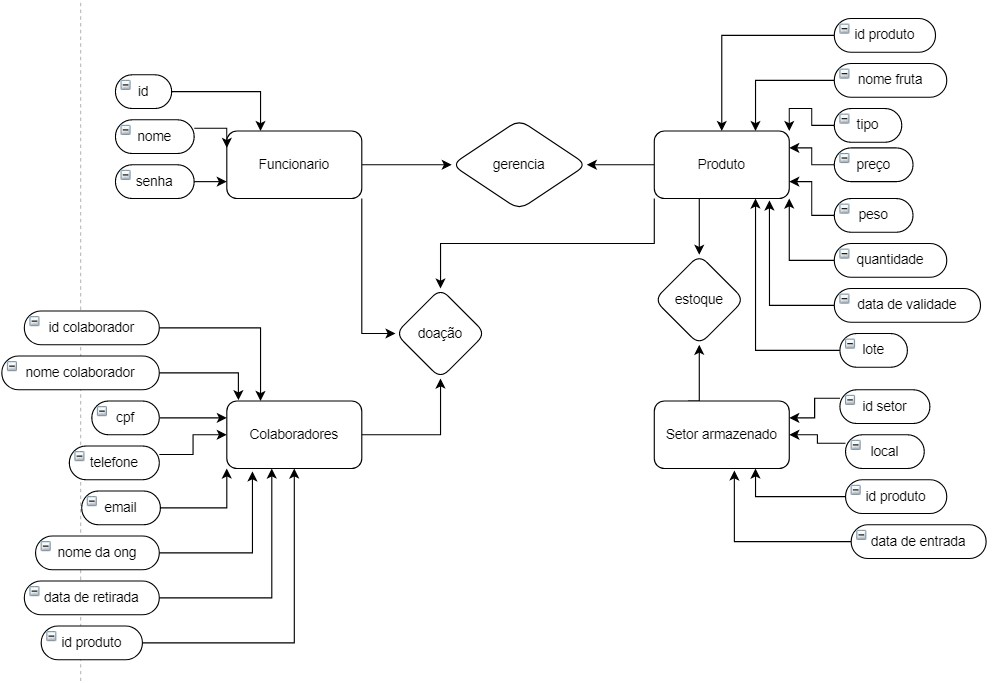 id produto
nome fruta
id
tipo
nome
Funcionario
gerencia
Produto
preço
senha
peso
quantidade
estoque
data de validade
id colaborador
doação
lote
nome colaborador
id setor
cpf
Colaboradores
Setor armazenado
local
telefone
id produto
email
data de entrada
nome da ong
data de retirada
id produto